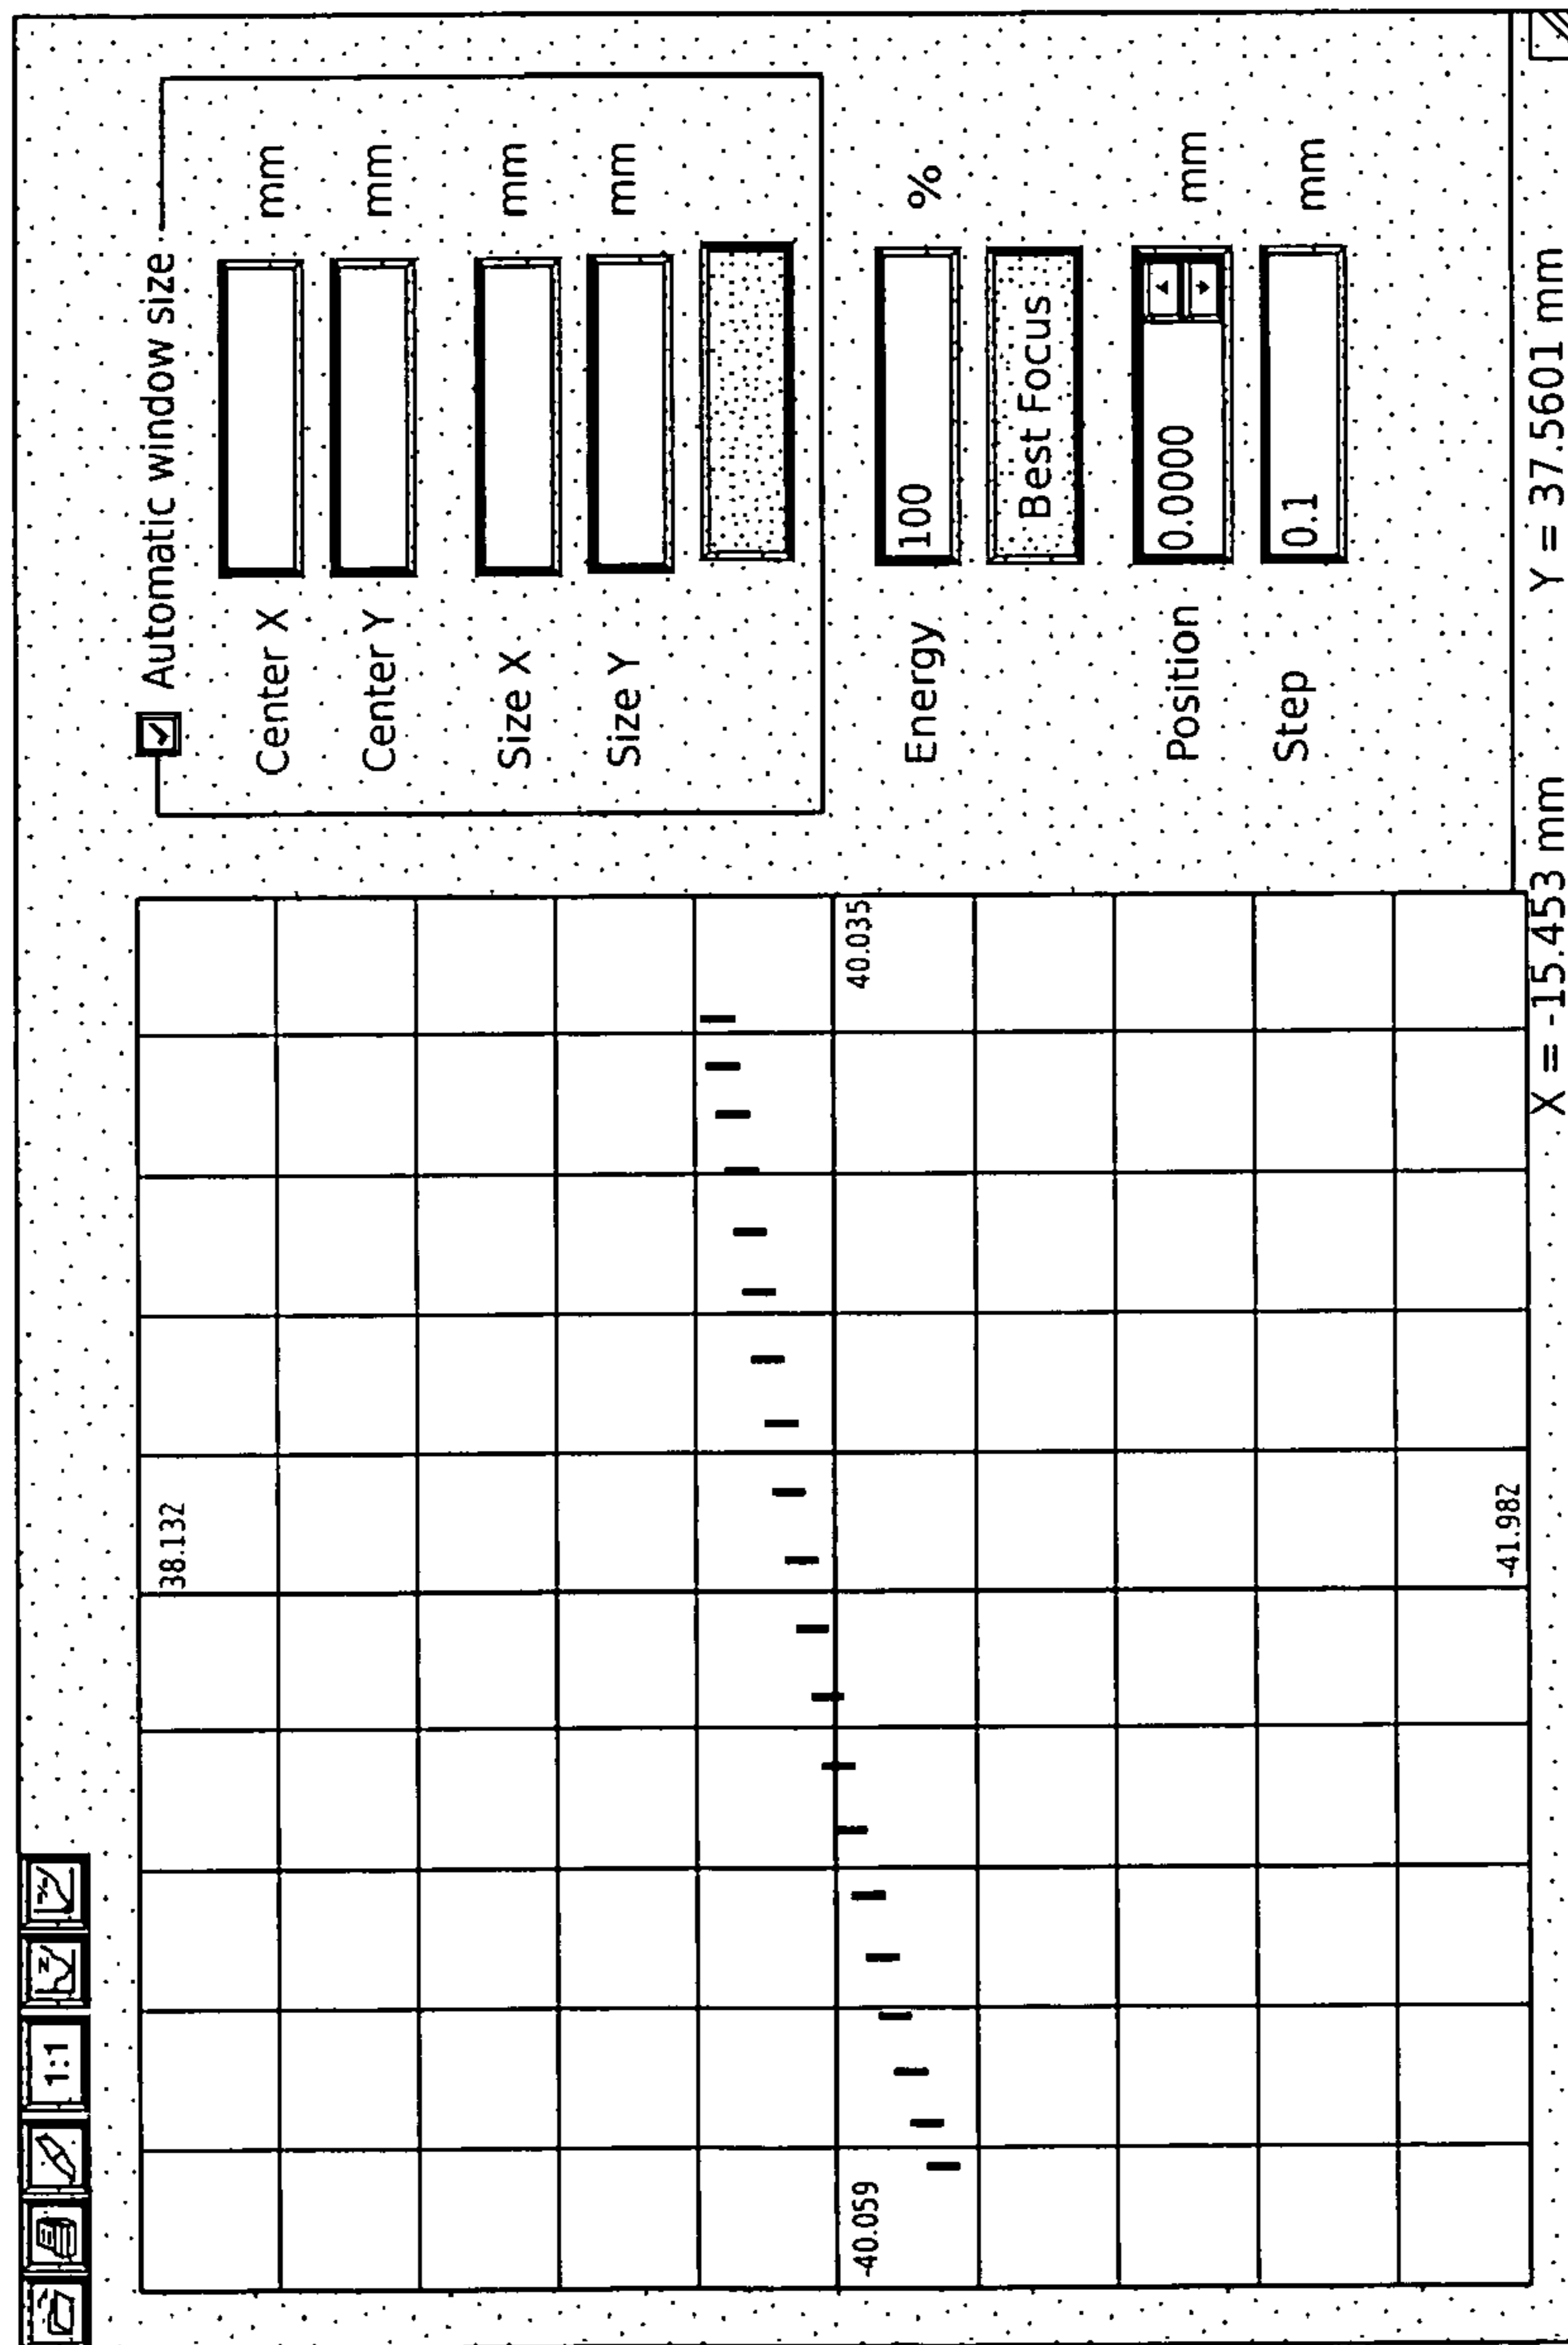 1:1
38.132
-40.059
40.035
-41.982
Automatic window size
Center X mm
Center Y mm
Size X mm
Size Y mm
Energy 100 %
Best Focus
Position 0.0000 mm
Step 0.1 mm
X = -15.453 mm Y = 37.5601 mm